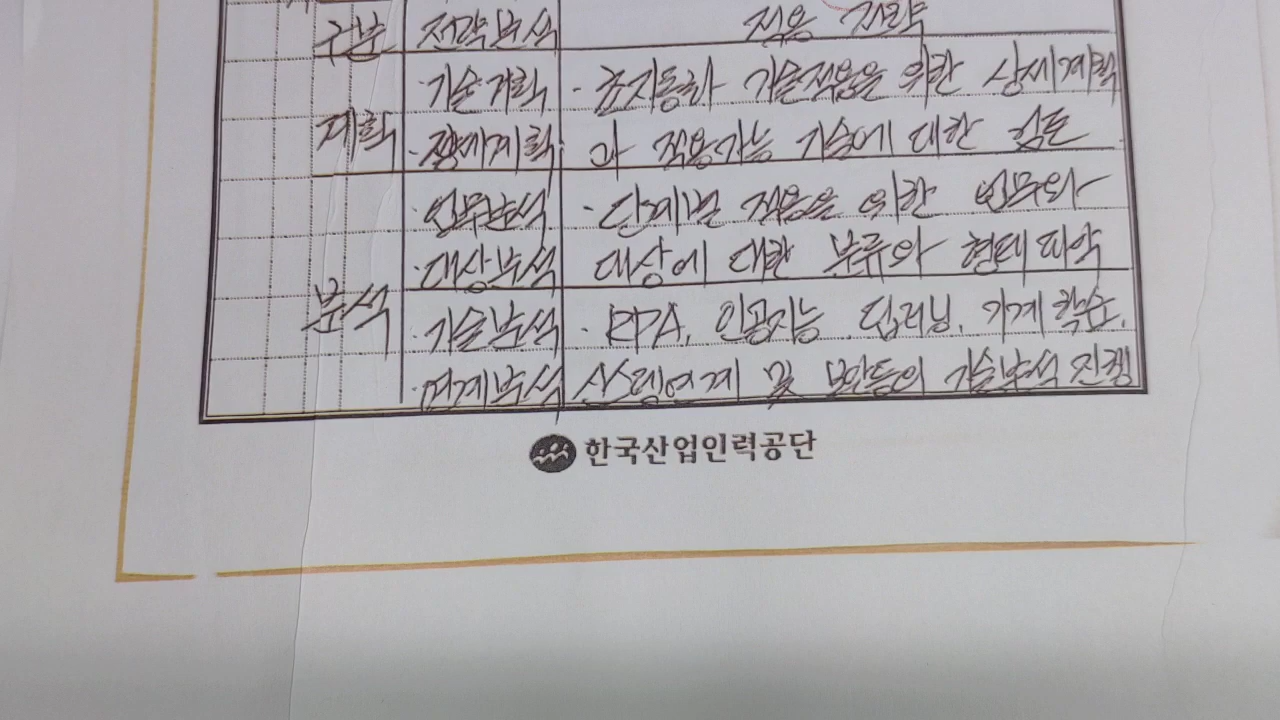 구분 전략분석 적용 전략
·기술계획 · 초자동화 기술적용을 위한 상세계획
계획
·상세계획 과 적용가능 기술에 대한 검토
·업무분석 · 단계별 적용을 위한 업무와
·대상분석 대상에 대한 분류와 형태파악
분석
·기술분석 · RPA, 인공지능, 딥러닝, 기계학습,
·연계분석 시스템연계 및 보안등의 기술분석 진행
한국산업인력공단